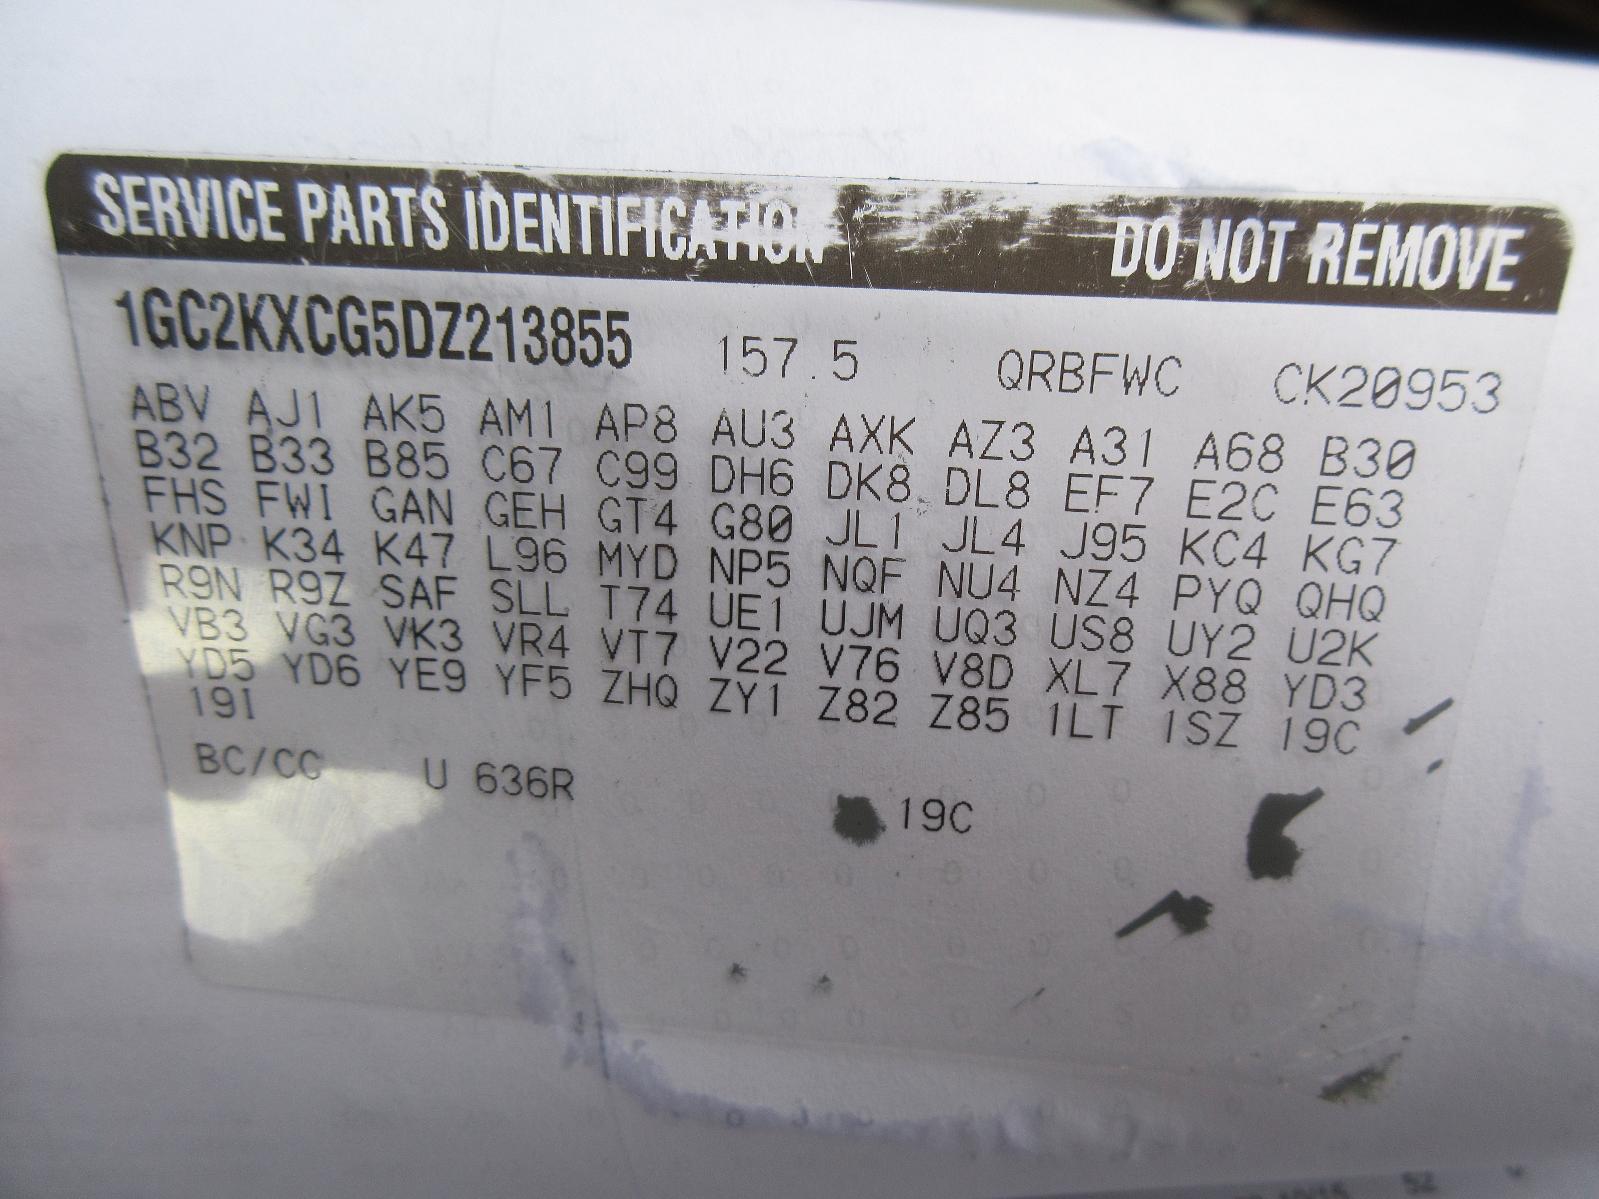 SERVICE PARTS IDENTIFICATION DO NOT REMOVE
1GC2KXCG5DZ213855 157.5 QRBFWC CK20953
ABV AJ1 AK5 AM1 AP8 AU3 AXK AZ3 A31 A68 B30
B32 B33 B85 C67 C99 DH6 DK8 DL8 EF7 E2C E63
FHS FWI GAN GEH GT4 G80 JL1 JL4 J95 KC4 KG7
KNP K34 K47 L96 MYD NP5 NQF NU4 NZ4 PYQ QHQ
R9N R9Z SAF SLL T74 UE1 UJM UQ3 US8 UY2 U2K
VB3 VG3 VK3 VR4 VT7 V22 V76 V8D XL7 X88 YD3
YD5 YD6 YE9 YF5 ZHQ ZY1 Z82 Z85 1LT 1SZ 19C
191
BC/CC U 636R 19C